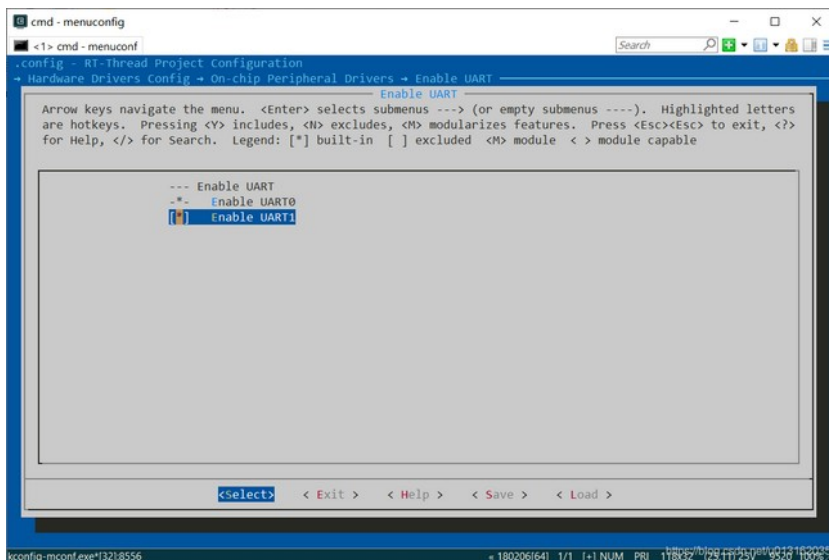 cmd - menuconfig
<1> cmd - menuconf
Search
.config - RT-Thread Project Configuration
→ Hardware Drivers Config → On-chip Peripheral Drivers → Enable UART
Enable UART
Arrow keys navigate the menu. <Enter> selects submenus ---> (or empty submenus ----). Highlighted letters
are hotkeys. Pressing <Y> includes, <N> excludes, <M> modularizes features. Press <Esc><Esc> to exit, <?>
for Help, </> for Search. Legend: [*] built-in [ ] excluded <M> module < > module capable
--- Enable UART
-*- Enable UART0
[*] Enable UART1
<Select> < Exit > < Help > < Save > < Load >
kconfig-mconf.exe*[32]:8556
« 180206[64] 1/1 [+] NUM PRI